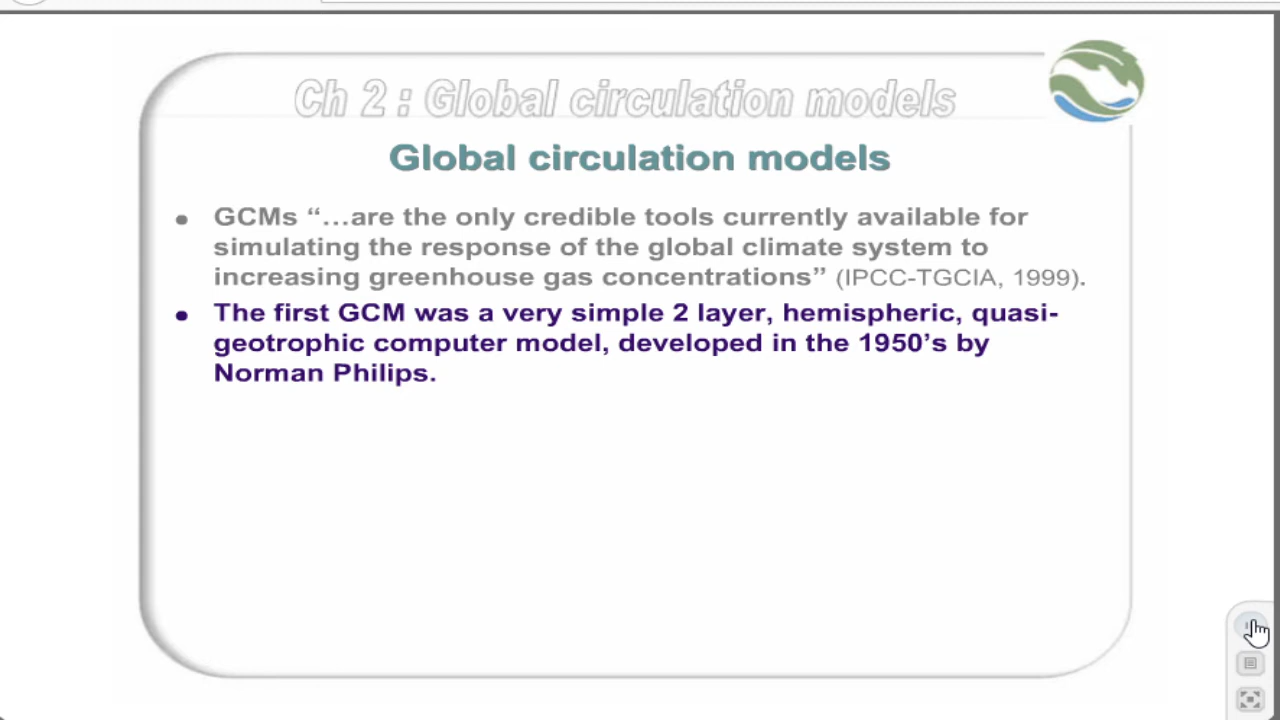 Ch 2 : Global circulation models
Global circulation models
• GCMs “…are the only credible tools currently available for
simulating the response of the global climate system to
increasing greenhouse gas concentrations” (IPCC-TGCIA, 1999).
• The first GCM was a very simple 2 layer, hemispheric, quasi-
geotrophic computer model, developed in the 1950’s by
Norman Philips.